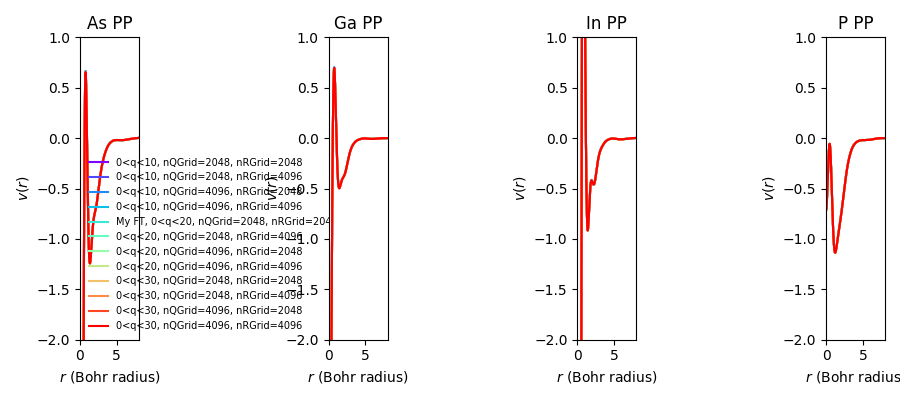 As PP
Ga PP
In PP
P PP
1.0
0.5
0.0
−0.5
−1.0
−1.5
−2.0
v(r)
0<q<10, nQGrid=2048, nRGrid=2048
0<q<10, nQGrid=2048, nRGrid=4096
0<q<10, nQGrid=4096, nRGrid=2048
0<q<10, nQGrid=4096, nRGrid=4096
My FT, 0<q<20, nQGrid=2048, nRGrid=204
0<q<20, nQGrid=2048, nRGrid=4096
0<q<20, nQGrid=4096, nRGrid=2048
0<q<20, nQGrid=4096, nRGrid=4096
0<q<30, nQGrid=2048, nRGrid=2048
0<q<30, nQGrid=2048, nRGrid=4096
0<q<30, nQGrid=4096, nRGrid=2048
0<q<30, nQGrid=4096, nRGrid=4096
0 5
r (Bohr radius)
1.0
0.5
0.0
−0.5
−1.0
−1.5
−2.0
v(r)
0 5
r (Bohr radius)
1.0
0.5
0.0
−0.5
−1.0
−1.5
−2.0
v(r)
0 5
r (Bohr radius)
1.0
0.5
0.0
−0.5
−1.0
−1.5
−2.0
v(r)
0 5
r (Bohr radius)